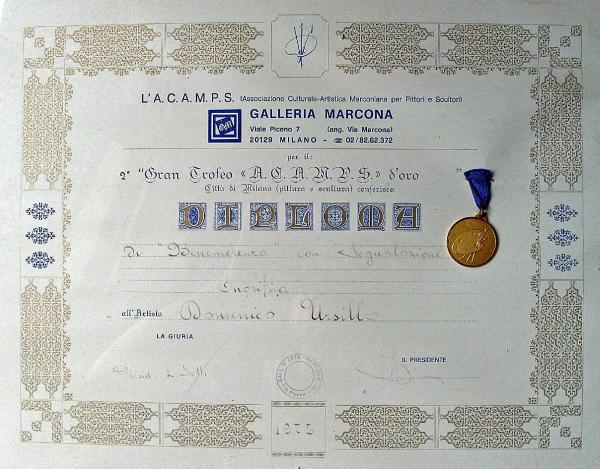 L'A.C.A.M.P.S. (Associazione Culturale-Artistica Marconiana per Pittori e Scultori)
GALLERIA MARCONA
Viale Piceno 7 (ang. Via Marcona)
20129 MILANO - ☎ 02/82.62.372
per il:
2° "Gran Trofeo «A.C.A.M.P.S.» d'oro"
Città di Milano (pittura e scultura) conferisce:
DIPLOMA
di "Benemerenza con Segnalazione
Onorifica
all'Artista Domenico Ursillo
LA GIURIA
IL PRESIDENTE